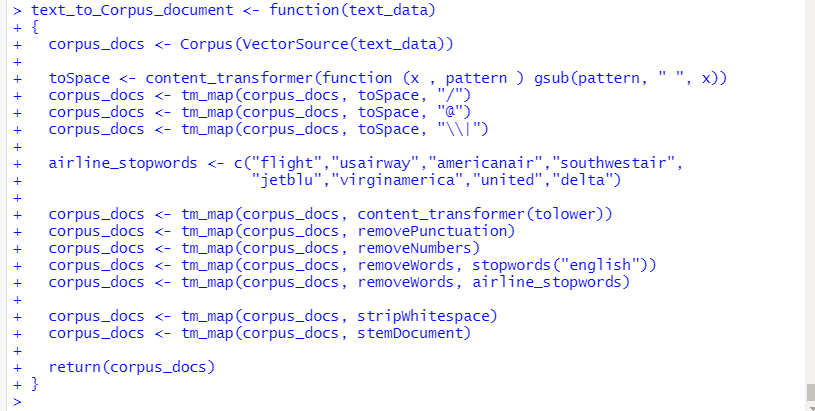 > text_to_Corpus_document <- function(text_data)
+ {
+   corpus_docs <- Corpus(VectorSource(text_data))
+
+   toSpace <- content_transformer(function (x , pattern ) gsub(pattern, " ", x))
+   corpus_docs <- tm_map(corpus_docs, toSpace, "/")
+   corpus_docs <- tm_map(corpus_docs, toSpace, "@")
+   corpus_docs <- tm_map(corpus_docs, toSpace, "\\|")
+
+   airline_stopwords <- c("flight","usairway","americanair","southwestair",
+                          "jetblu","virginamerica","united","delta")
+
+   corpus_docs <- tm_map(corpus_docs, content_transformer(tolower))
+   corpus_docs <- tm_map(corpus_docs, removePunctuation)
+   corpus_docs <- tm_map(corpus_docs, removeNumbers)
+   corpus_docs <- tm_map(corpus_docs, removeWords, stopwords("english"))
+   corpus_docs <- tm_map(corpus_docs, removeWords, airline_stopwords)
+
+   corpus_docs <- tm_map(corpus_docs, stripWhitespace)
+   corpus_docs <- tm_map(corpus_docs, stemDocument)
+
+   return(corpus_docs)
+ }
>